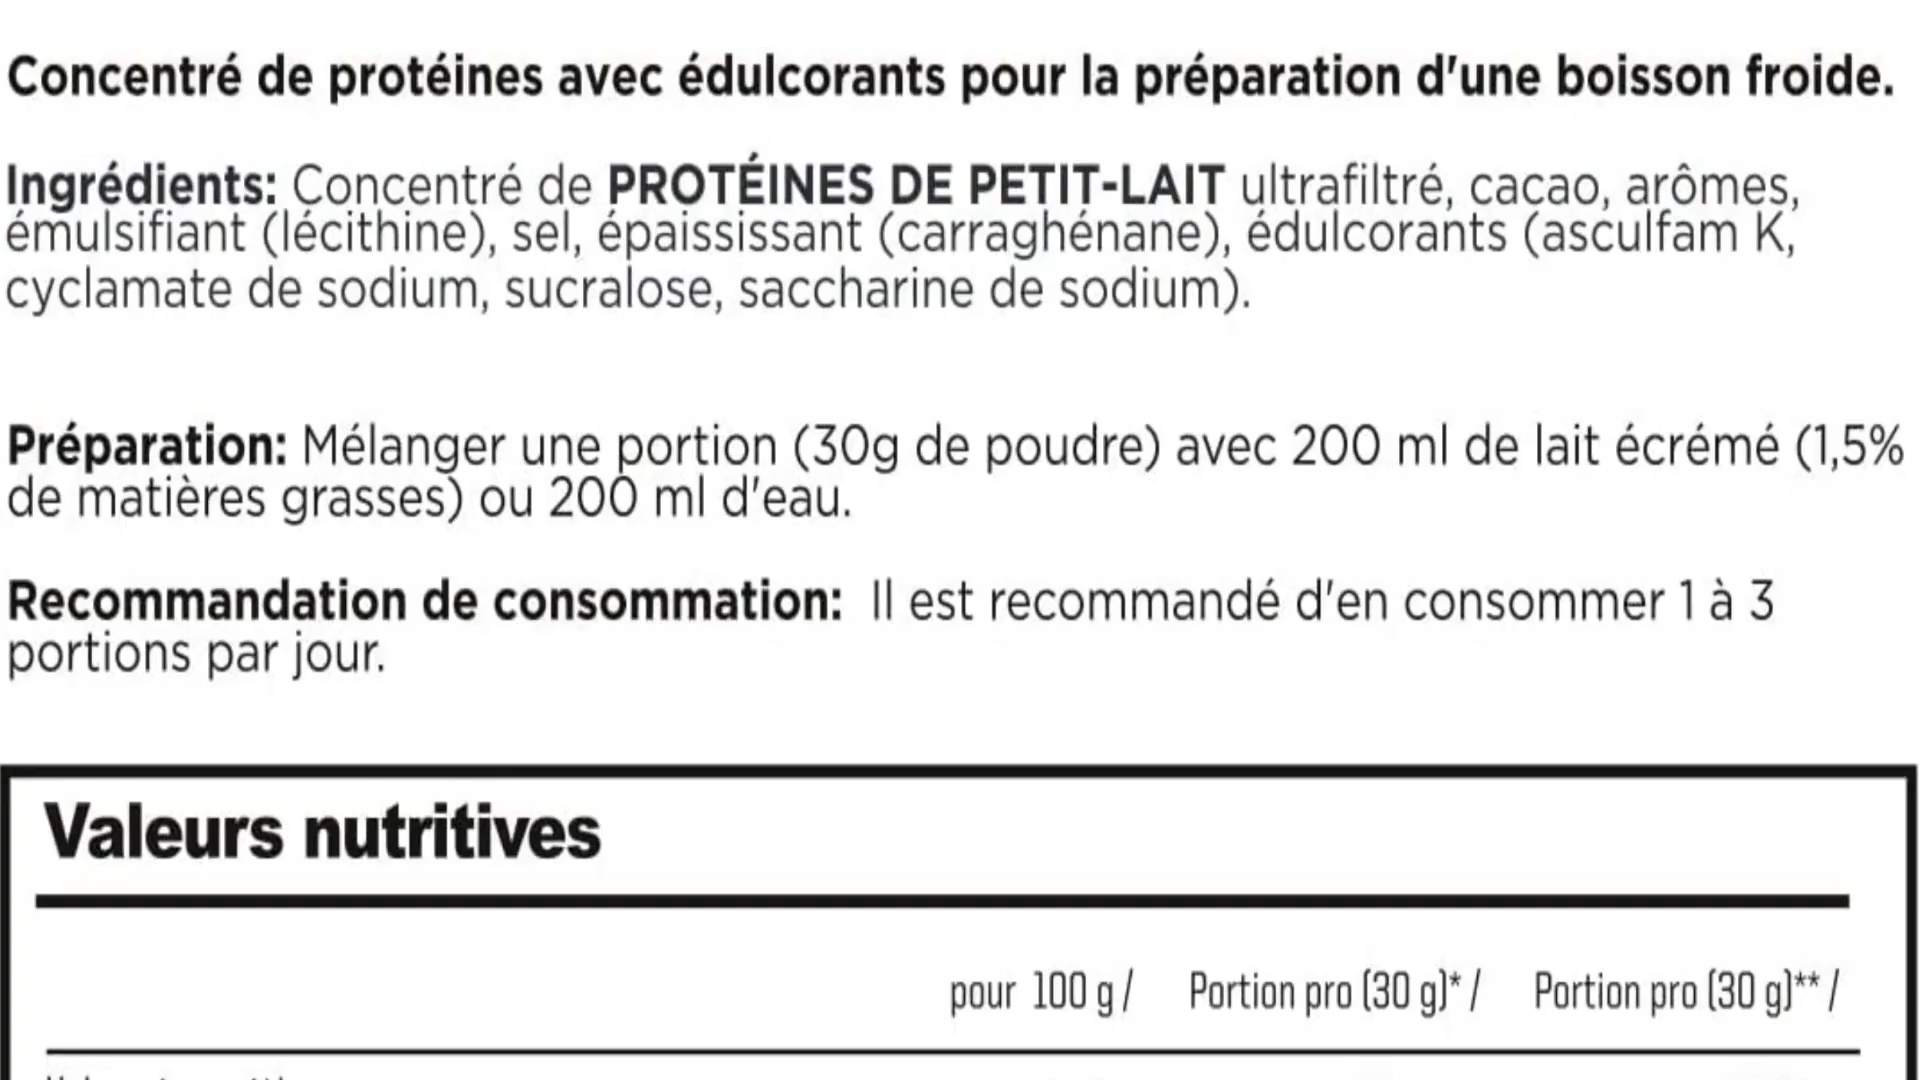 Concentré de protéines avec édulcorants pour la préparation d'une boisson froide.
Ingrédients: Concentré de PROTÉINES DE PETIT-LAIT ultrafiltré, cacao, arômes,
émulsifiant (lécithine), sel, épaississant (carraghénane), édulcorants (asculfam K,
cyclamate de sodium, sucralose, saccharine de sodium).
Préparation: Mélanger une portion (30g de poudre) avec 200 ml de lait écrémé (1,5%
de matières grasses) ou 200 ml d'eau.
Recommandation de consommation: Il est recommandé d'en consommer 1 à 3
portions par jour.
Valeurs nutritives
pour 100 g / Portion pro (30 g)* / Portion pro (30 g)** /